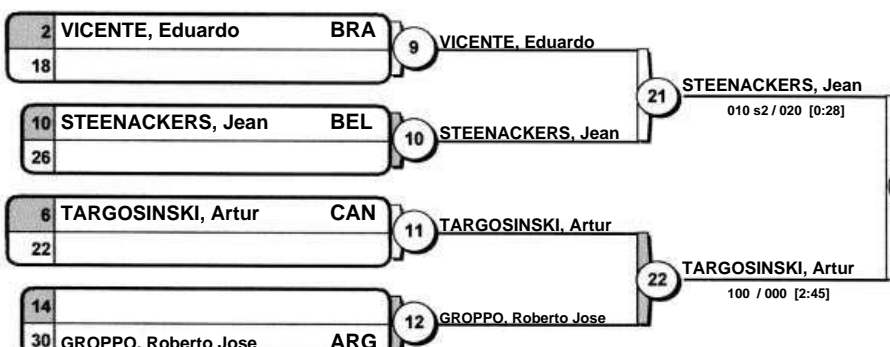 2 VICENTE, Eduardo BRA
18
9 VICENTE, Eduardo
10 STEENACKERS, Jean BEL
26
10 STEENACKERS, Jean
21 STEENACKERS, Jean
010 s2 / 020 [0:28]
6 TARGOSINSKI, Artur CAN
22
11 TARGOSINSKI, Artur
14
30 GROPPO, Roberto Jose ARG
12 GROPPO, Roberto Jose
22 TARGOSINSKI, Artur
100 / 000 [2:45]